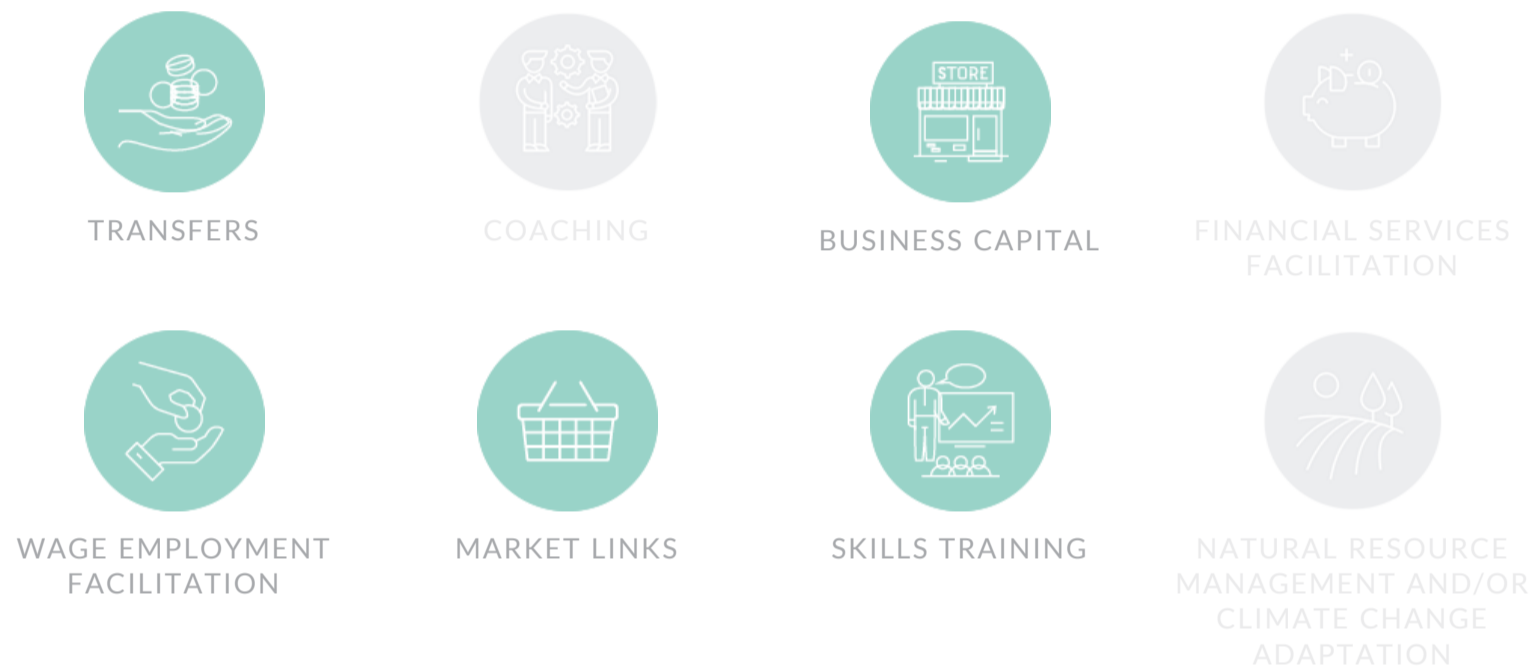 STORE
TRANSFERS
COACHING
BUSINESS CAPITAL
FINANCIAL SERVICES
FACILITATION
WAGE EMPLOYMENT
FACILITATION
MARKET LINKS
SKILLS TRAINING
NATURAL RESOURCE
MANAGEMENT AND/OR
CLIMATE CHANGE
ADAPTATION